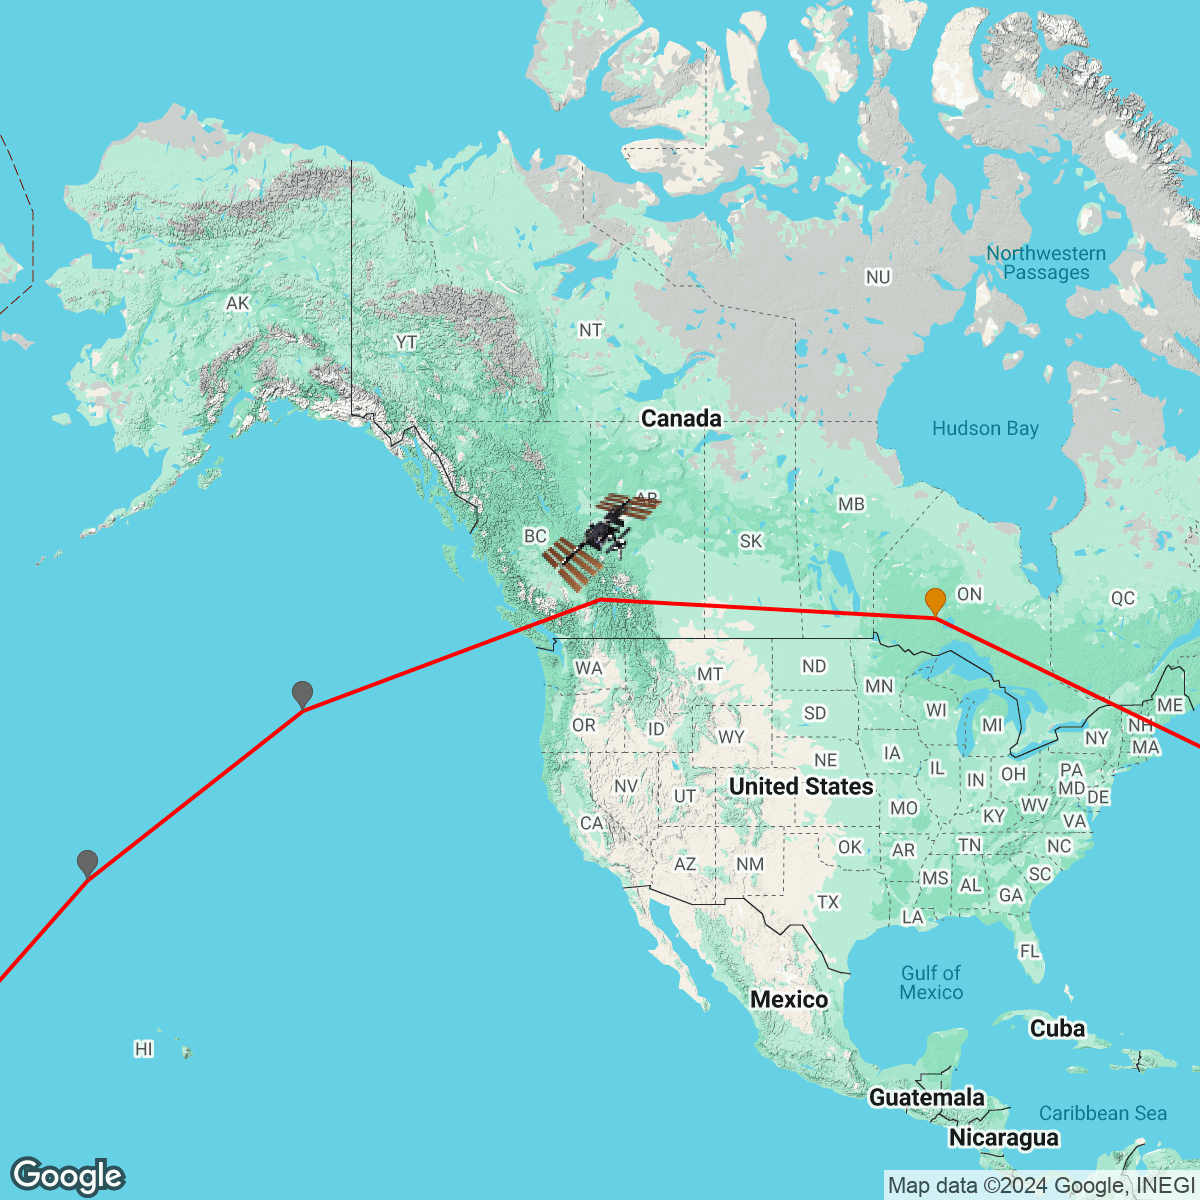 Northwestern
Passages
NU
AK
NT
YT
Canada
Hudson Bay
AB
MB
BC
SK
ON
QC
WA
MT
ND
MN
ME
OR
ID
SD
WI
MI
NH
WY
NY
MA
NE
IA
IL
IN
OH
PA
NV
UT
United States
MD
DE
MO
WV
KY
VA
CA
OK
AR
TN
NC
AZ
NM
MS
AL
SC
GA
TX
LA
FL
Gulf of
Mexico
Mexico
Cuba
HI
Guatemala
Caribbean Sea
Nicaragua
Google
Map data ©2024 Google, INEGI